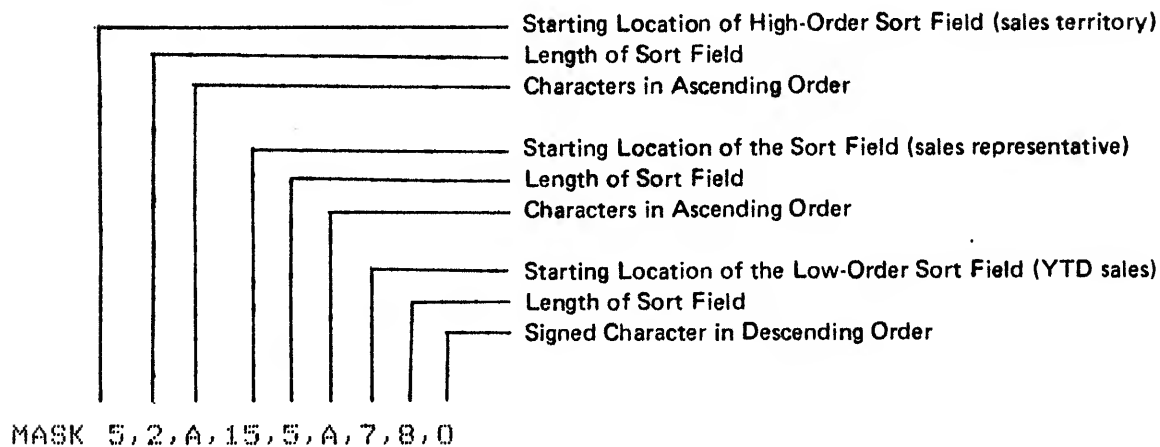 Starting Location of High-Order Sort Field (sales territory)
Length of Sort Field
Characters in Ascending Order
Starting Location of the Sort Field (sales representative)
Length of Sort Field
Characters in Ascending Order
Starting Location of the Low-Order Sort Field (YTD sales)
Length of Sort Field
Signed Character in Descending Order
MASK 5,2,A,15,5,A,7,8,O